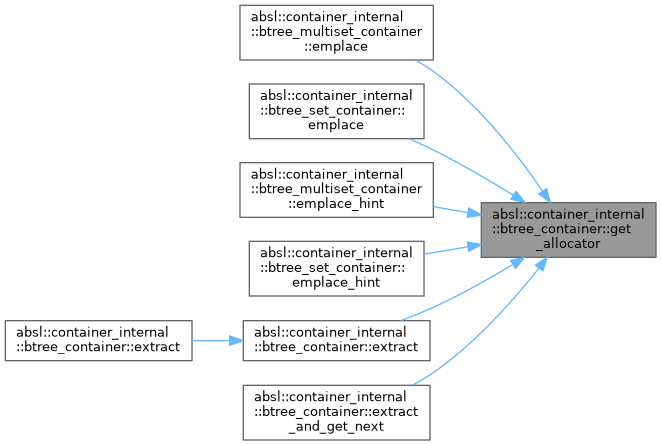 absl::container_internal
::btree_multiset_container
::emplace
absl::container_internal
::btree_set_container::
emplace
absl::container_internal
::btree_multiset_container
::emplace_hint
absl::container_internal
::btree_container::get
_allocator
absl::container_internal
::btree_set_container::
emplace_hint
absl::container_internal
::btree_container::extract
absl::container_internal
::btree_container::extract
absl::container_internal
::btree_container::extract
_and_get_next